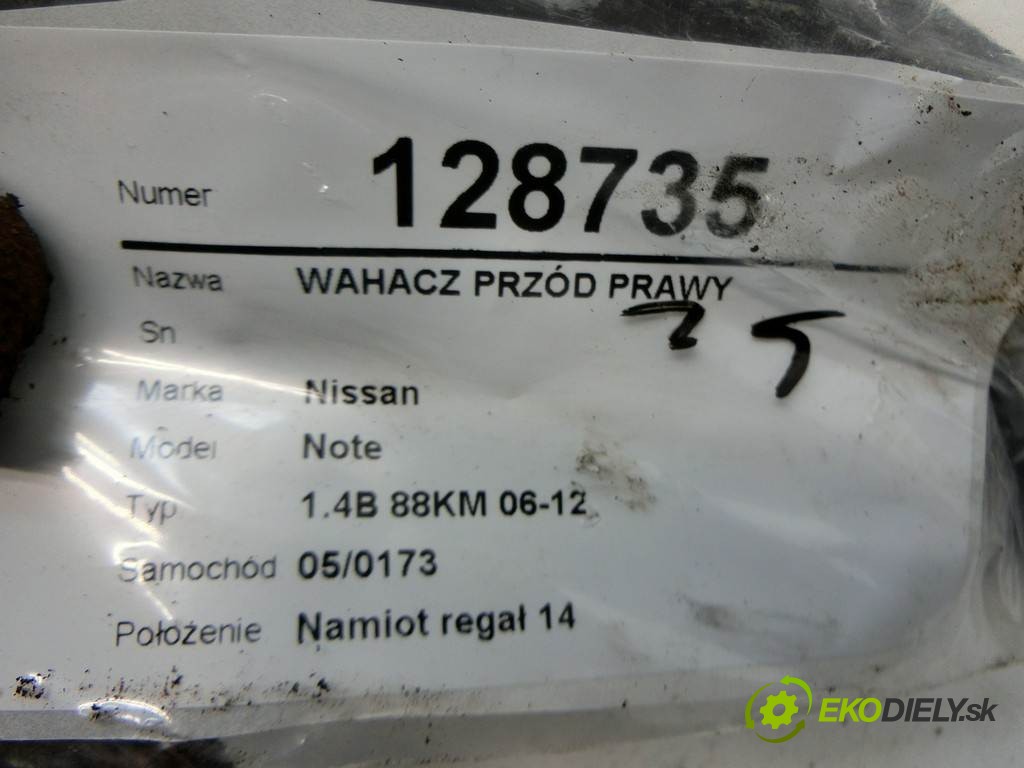 Numer 128735
Nazwa WAHACZ PRZÓD PRAWY
35
Sn
Marka Nissan
Model Note
Typ 1.4B 88KM 06-12
Samochód 05/0173
Położenie Namiot regał 14
EKODIELY.sk